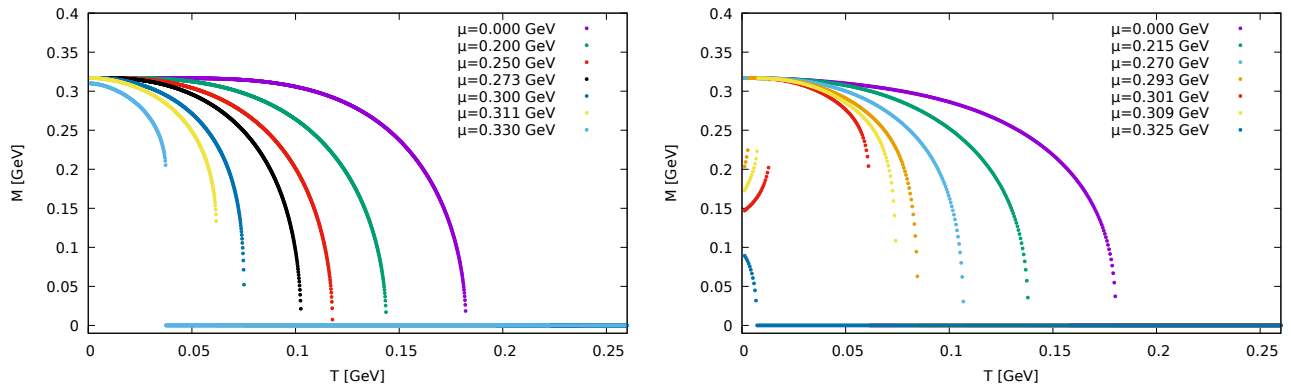 0.4
0.3
0.25
0.2
0.15
0.1
0.05
0
M [GeV]
0
0.05
0.1
0.15
0.2
0.25
T [GeV]
μ=0.000 GeV
μ=0.200 GeV
μ=0.250 GeV
μ=0.273 GeV
μ=0.300 GeV
μ=0.311 GeV
μ=0.330 GeV
0.4
0.35
0.3
0.25
0.2
0.15
0.1
0.05
0
M [GeV]
0
0.05
0.1
0.15
0.2
0.25
T [GeV]
μ=0.000 GeV
μ=0.215 GeV
μ=0.270 GeV
μ=0.293 GeV
μ=0.301 GeV
μ=0.309 GeV
μ=0.325 GeV